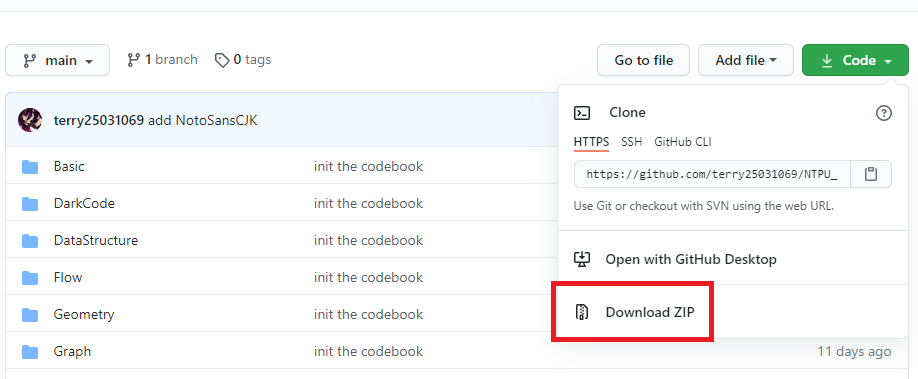 main 1 branch 0 tags Go to file Add file Code
terry25031069 add NotoSansCJK
Basic init the codebook
DarkCode init the codebook
DataStructure init the codebook
Flow init the codebook
Geometry init the codebook
Graph init the codebook 11 days ago
Clone
HTTPS SSH GitHub CLI
https://github.com/terry25031069/NTPU_
Use Git or checkout with SVN using the web URL.
Open with GitHub Desktop
Download ZIP